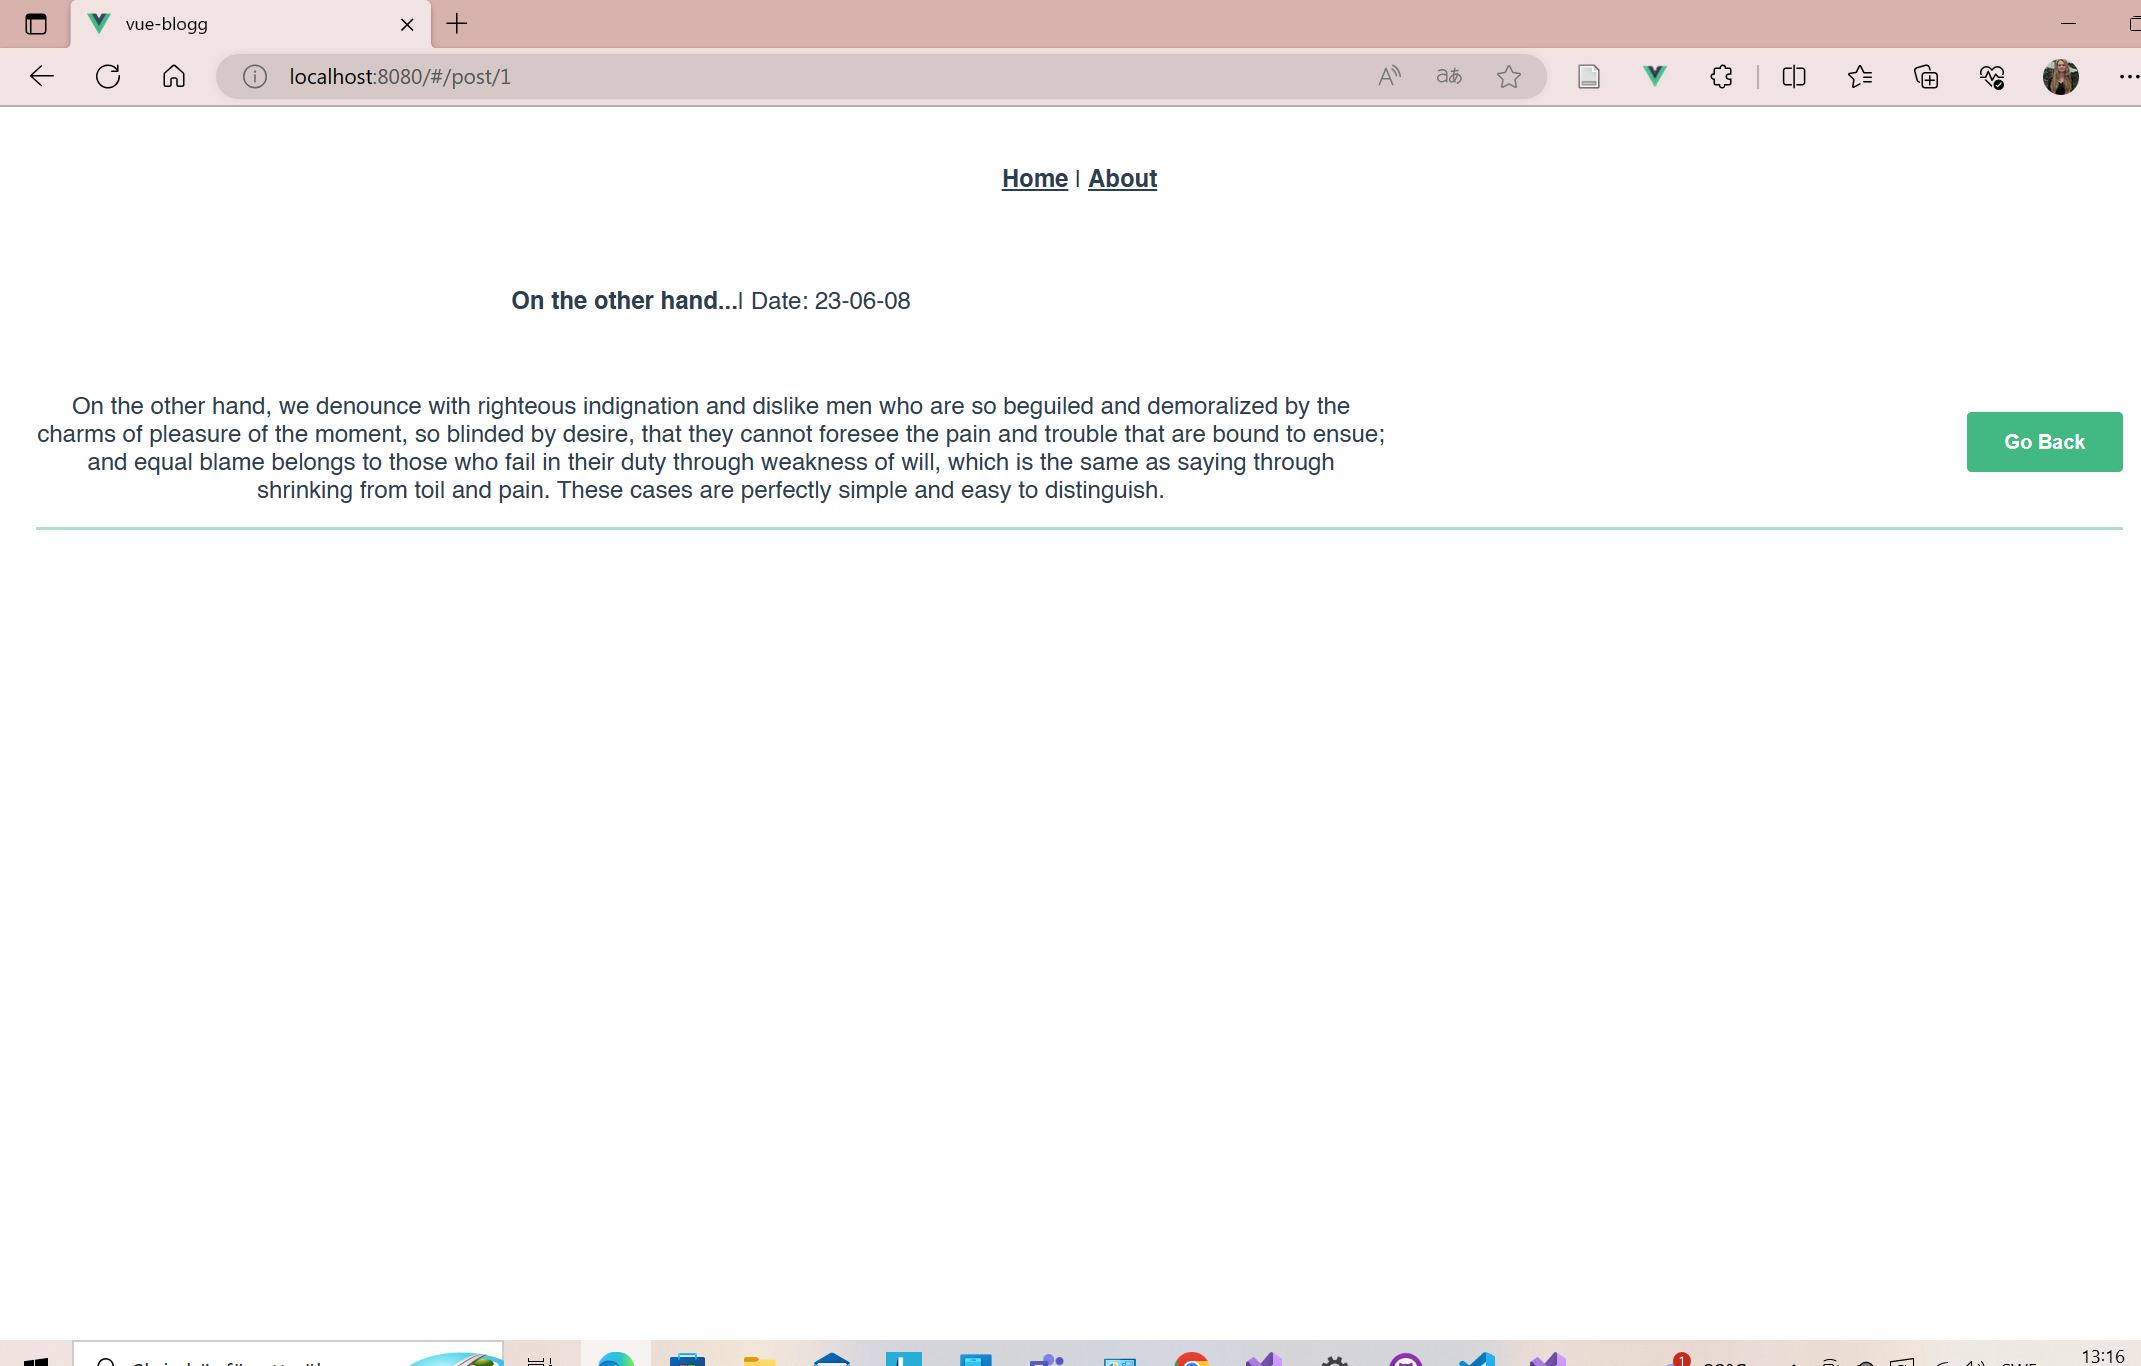 vue-blogg
localhost:8080/#/post/1
Home | About
On the other hand...| Date: 23-06-08
On the other hand, we denounce with righteous indignation and dislike men who are so beguiled and demoralized by the
charms of pleasure of the moment, so blinded by desire, that they cannot foresee the pain and trouble that are bound to ensue;
and equal blame belongs to those who fail in their duty through weakness of will, which is the same as saying through
shrinking from toil and pain. These cases are perfectly simple and easy to distinguish.
Go Back
13:16